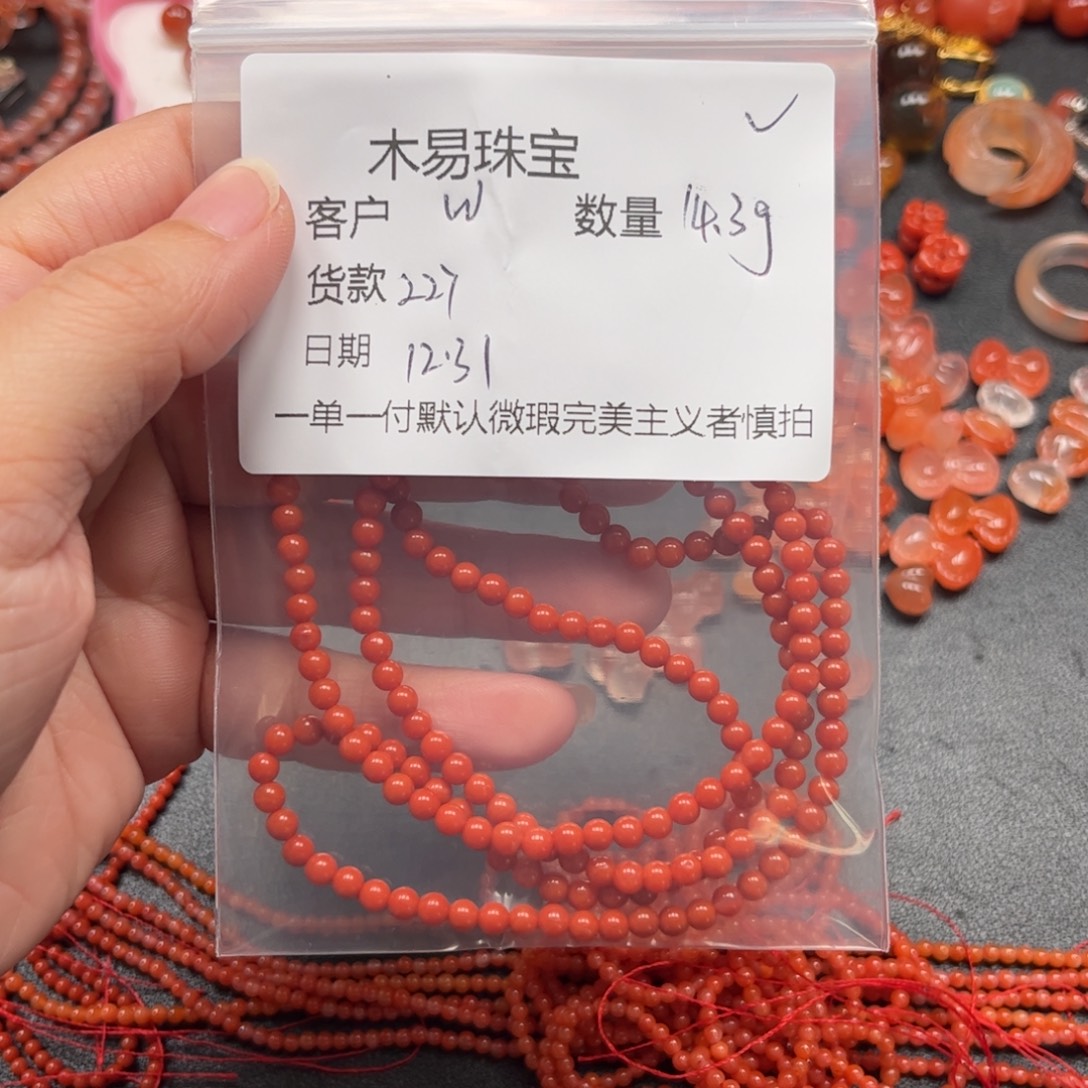 木易珠宝
客户 W 数量 14.3g
货款 227
日期 12.31
一单一付默认微瑕完美主义者慎拍